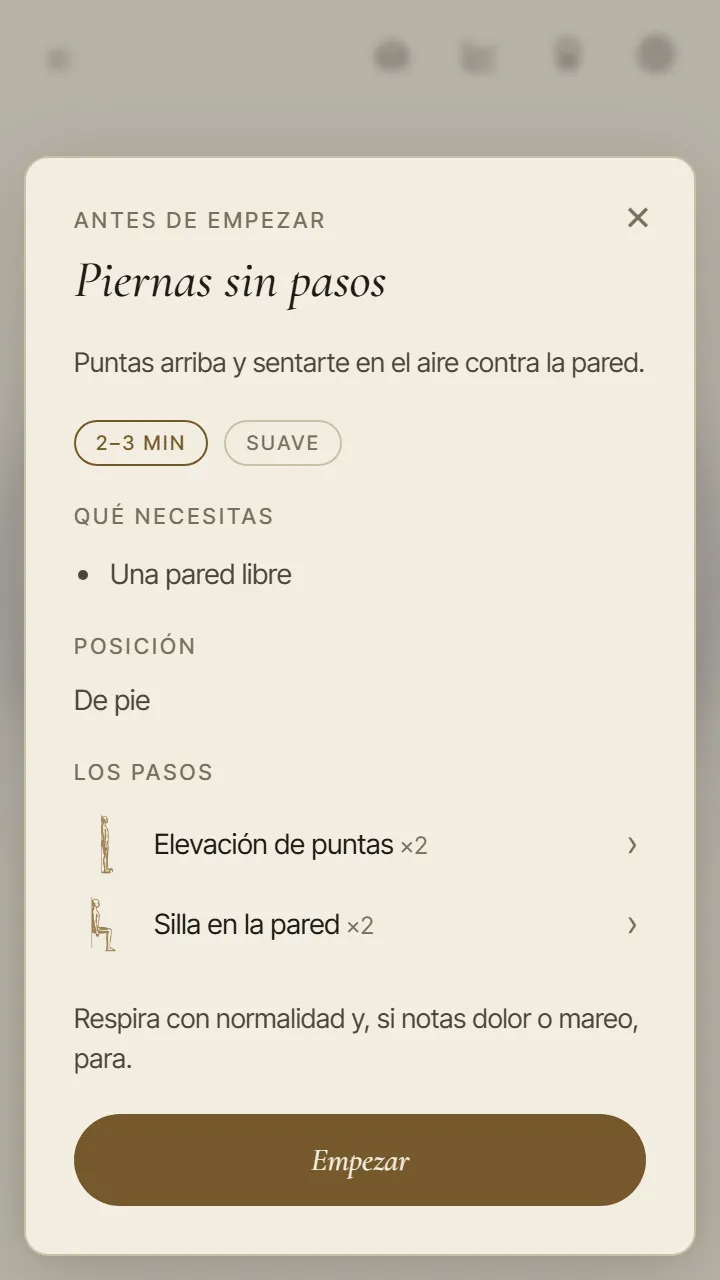 ANTES DE EMPEZAR
Piernas sin pasos
Puntas arriba y sentarte en el aire contra la pared.
2–3 MIN
SUAVE
QUÉ NECESITAS
• Una pared libre
POSICIÓN
De pie
LOS PASOS
Elevación de puntas ×2
Silla en la pared ×2
Respira con normalidad y, si notas dolor o mareo,
para.
Empezar